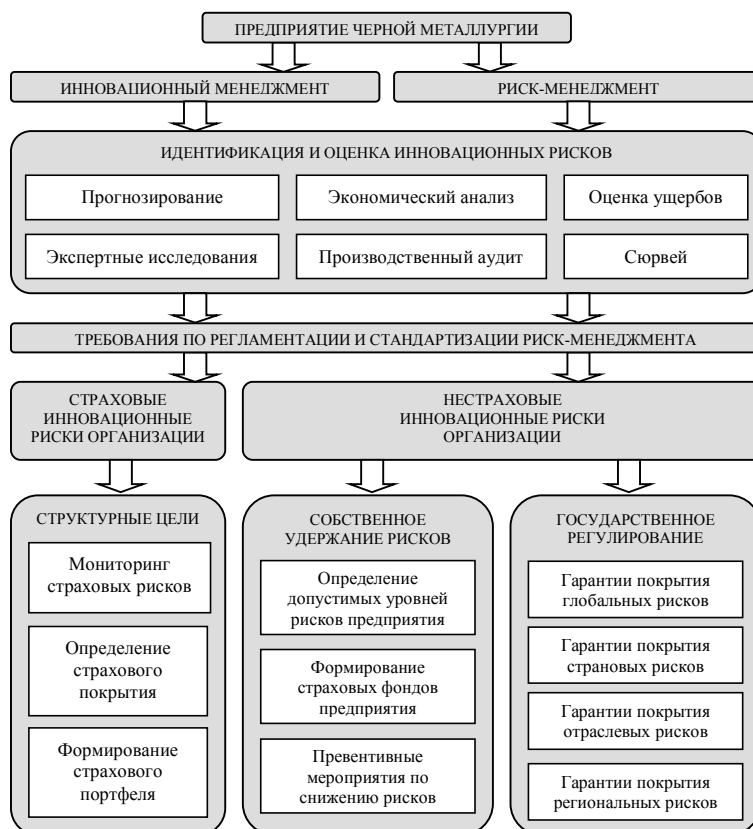 ПРЕДПРИЯТИЕ ЧЕРНОЙ МЕТАЛЛУРГИИ
ИННОВАЦИОННЫЙ МЕНЕДЖМЕНТ
РИСК-МЕНЕДЖМЕНТ
ИДЕНТИФИКАЦИЯ И ОЦЕНКА ИННОВАЦИОННЫХ РИСКОВ
Прогнозирование
Экономический анализ
Оценка ущербов
Экспертные исследования
Производственный аудит
Сюрвей
ТРЕБОВАНИЯ ПО РЕГЛАМЕНТАЦИИ И СТАНДАРТИЗАЦИИ РИСК-МЕНЕДЖМЕНТА
СТРАХОВЫЕ
ИННОВАЦИОННЫЕ
РИСКИ ОРГАНИЗАЦИИ
НЕСТРАХОВЫЕ
ИННОВАЦИОННЫЕ РИСКИ
ОРГАНИЗАЦИИ
СТРУКТУРНЫЕ ЦЕЛИ
Мониторинг
страховых рисков
Определение
страхового
покрытия
Формирование
страхового
портфеля
СОБСТВЕННОЕ
УДЕРЖАНИЕ РИСКОВ
Определение
допустимых уровней
рисков предприятия
Формирование
страховых фондов
предприятия
Превентивные
мероприятия по
снижению рисков
ГОСУДАРСТВЕННОЕ
РЕГУЛИРОВАНИЕ
Гарантии покрытия
глобальных рисков
Гарантии покрытия
страновых рисков
Гарантии покрытия
отраслевых рисков
Гарантии покрытия
региональных рисков